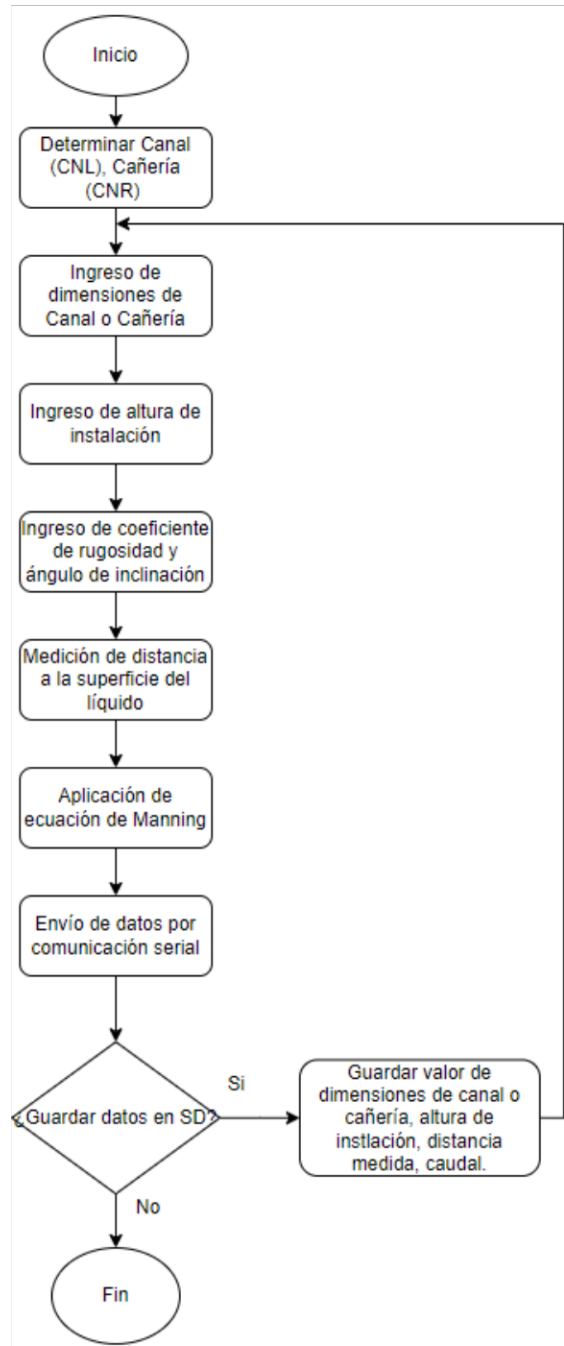 Inicio
Determinar Canal
(CNL), Cañería
(CNR)
Ingreso de
dimensiones de
Canal o Cañería
Ingreso de altura de
instalación
Ingreso de coeficiente
de rugosidad y
ángulo de inclinación
Medición de distancia
a la superficie del
líquido
Aplicación de
ecuación de Manning
Envío de datos por
comunicación serial
¿Guardar datos en SD?
Si
Guardar valor de
dimensiones de canal o
cañería, altura de
instlación, distancia
medida, caudal.
No
Fin